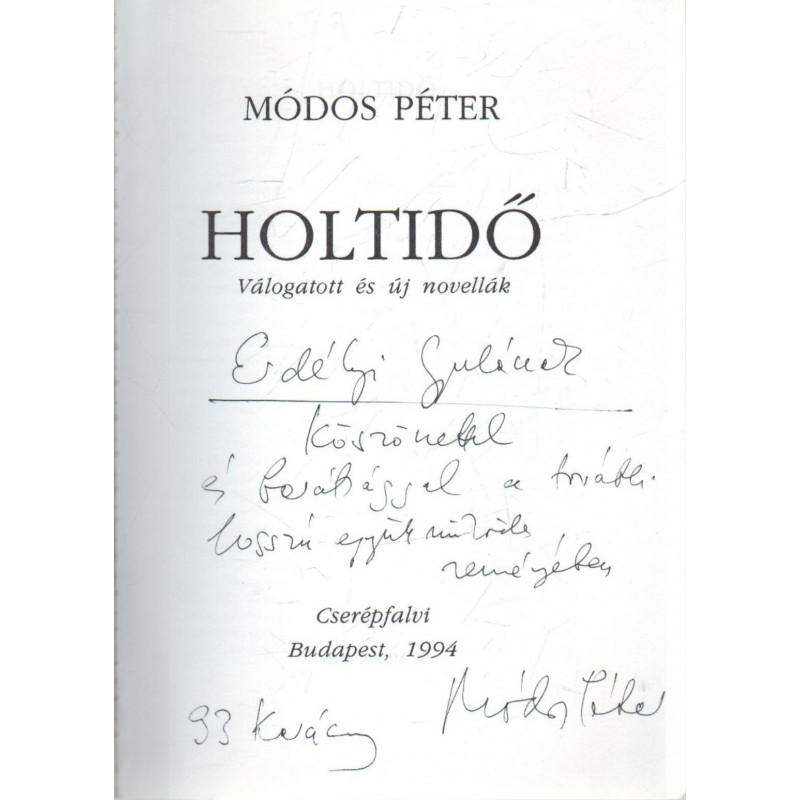 MÓDOS PÉTER
HOLTIDŐ
Válogatott és új novellák
Erdélyi Gyulának
Köszönettel
és barátsággal a további
hosszú együttműködés
reményében
Cserépfalvi
Budapest, 1994
93 Karácsony
Módos Péter